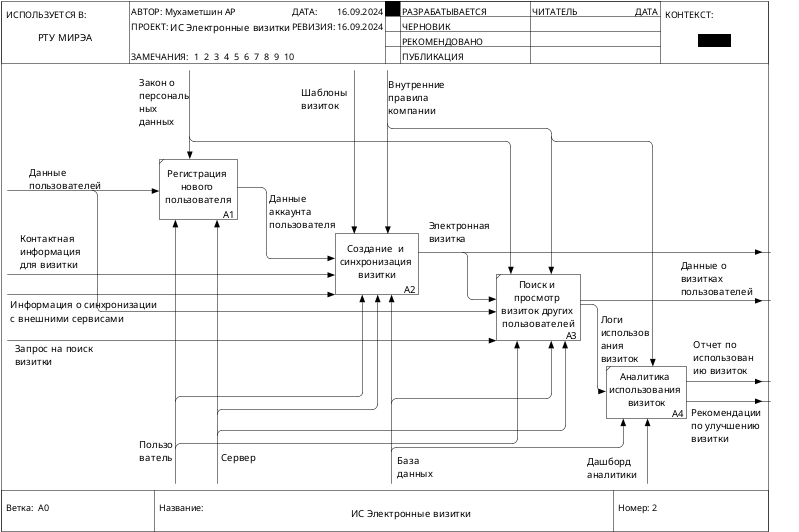 ИСПОЛЬЗУЕТСЯ В:
РТУ МИРЭА
АВТОР: Мухаметшин АР
ДАТА: 16.09.2024
ПРОЕКТ: ИС Электронные визитки
РЕВИЗИЯ: 16.09.2024
ЗАМЕЧАНИЯ: 1 2 3 4 5 6 7 8 9 10
РАЗРАБАТЫВАЕТСЯ
ЧЕРНОВИК
РЕКОМЕНДОВАНО
ПУБЛИКАЦИЯ
ЧИТАТЕЛЬ
ДАТА
КОНТЕКСТ:
Закон о
персональ
ных
данных
Шаблоны
визиток
Внутренние
правила
компании
Данные
пользователей
Регистрация
нового
пользователя
A1
Данные
аккаунта
пользователя
Контактная
информация
для визитки
Создание и
синхронизация
визитки
A2
Электронная
визитка
Информация о синхронизации
с внешними сервисами
Поиск и
просмотр
визиток других
пользователей
A3
Данные о
визитках
пользователей
Запрос на поиск
визитки
Логи
использов
ания
визиток
Отчет по
использован
ию визиток
Аналитика
использования
визиток
A4
Рекомендации
по улучшению
визитки
Пользо
ватель
Сервер
База
данных
Дашборд
аналитики
Ветка: A0
Название:
ИС Электронные визитки
Номер: 2